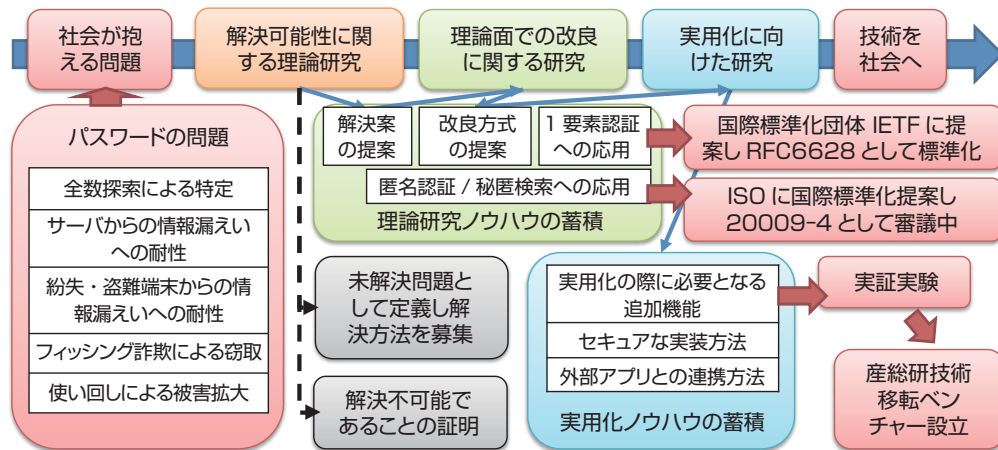 社会が抱
える問題
解決可能性に関
する理論研究
理論面での改良
に関する研究
実用化に向
けた研究
技術を
社会へ
パスワードの問題
全数探索による特定
サーバからの情報漏えい
への耐性
紛失・盗難端末からの情
報漏えいへの耐性
フィッシング詐欺による窃取
使い回しによる被害拡大
解決案
の提案
改良方式
の提案
1 要素認証
への応用
匿名認証 / 秘匿検索への応用
理論研究ノウハウの蓄積
国際標準化団体 IETF に提
案し RFC6628 として標準化
ISO に国際標準化提案し
20009-4 として審議中
未解決問題と
して定義し解
決方法を募集
解決不可能で
あることの証明
実用化の際に必要となる
追加機能
セキュアな実装方法
外部アプリとの連携方法
実用化ノウハウの蓄積
実証実験
産総研技術
移転ベン
チャー設立